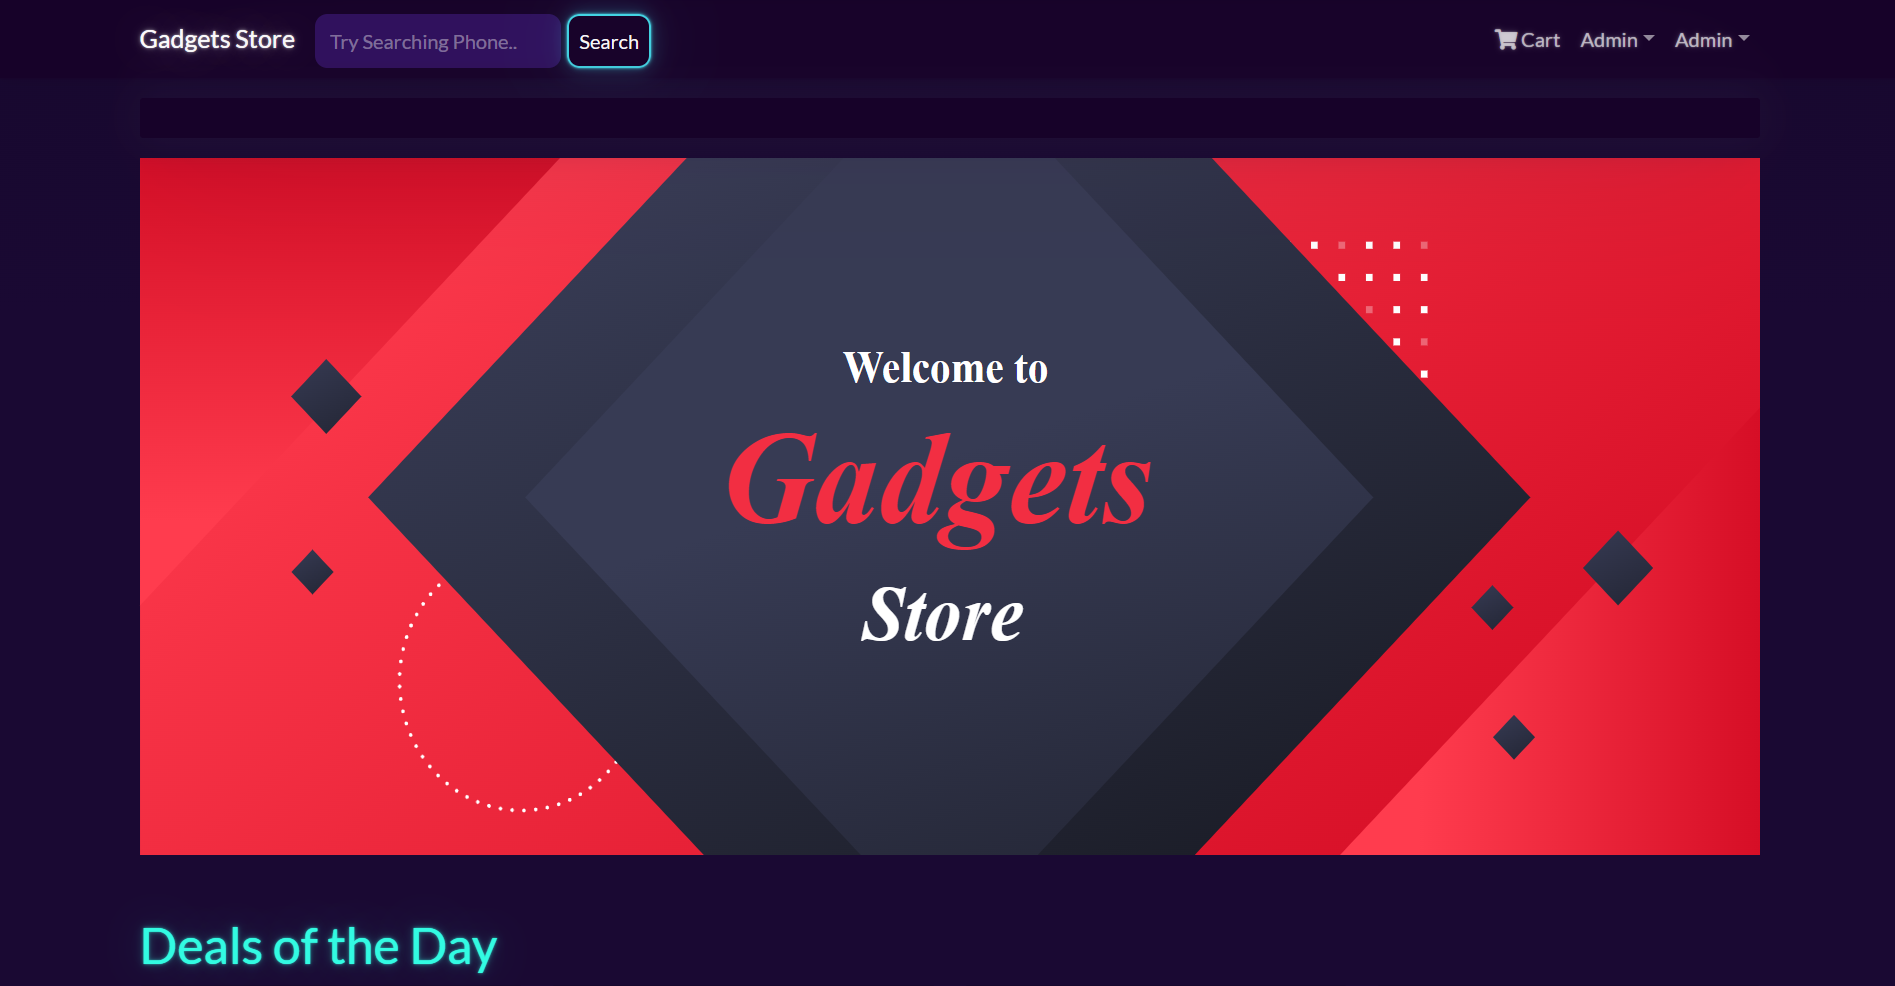 Gadgets Store
Try Searching Phone..
Search
Cart
Admin
Admin
Welcome to
Gadgets
Store
Deals of the Day